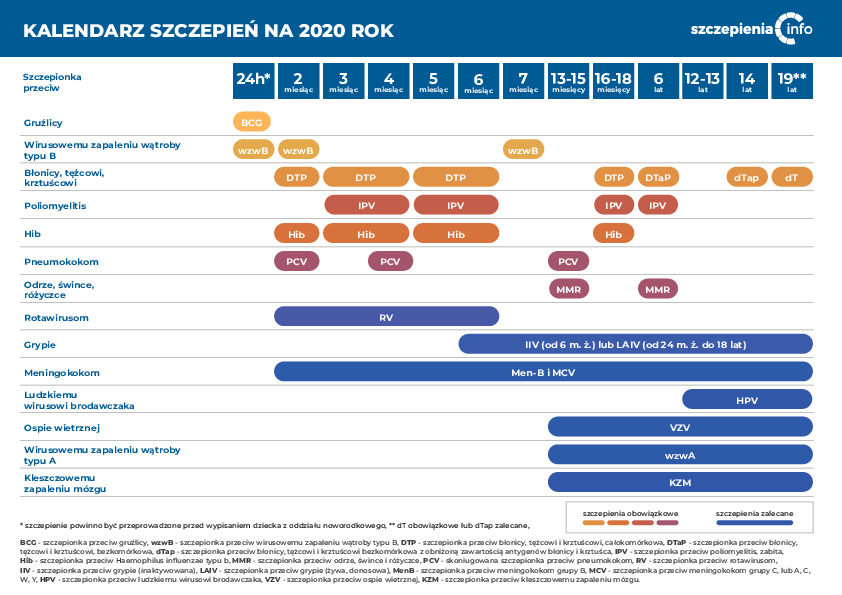 KALENDARZ SZCZEPIEŃ NA 2020 ROK
szczepienia info
Szczepionka
przeciw
24h*
2
miesiąc
3
miesiąc
4
miesiąc
5
miesiąc
6
miesiąc
7
miesiąc
13-15
miesięcy
16-18
miesięcy
6
lat
12-13
lat
14
lat
19**
lat
Gruźlicy
BCG
Wirusowemu zapaleniu wątroby
typu B
wzwB wzwB wzwB
Błonicy, tężcowi,
krztuścowi
DTP DTP DTP DTP DTaP dTap dT
Poliomyelitis
IPV IPV IPV IPV
Hib
Hib Hib Hib Hib
Pneumokokom
PCV PCV PCV
Odrze, śwince,
różyczce
MMR MMR
Rotawirusom
RV
Grypie
IIV (od 6 m. ż.) lub LAIV (od 24 m. ż. do 18 lat)
Meningokokom
Men-B i MCV
Ludzkiemu
wirusowi brodawczaka
HPV
Ospie wietrznej
VZV
Wirusowemu zapaleniu wątroby
typu A
wzwA
Kleszczowemu
zapaleniu mózgu
KZM
szczepienia obowiązkowe
szczepienia zalecane
* szczepienie powinno być przeprowadzone przed wypisaniem dziecka z oddziału noworodkowego, ** dT obowiązkowe lub dTap zalecane,
BCG - szczepionka przeciw gruźlicy, wzwB - szczepionka przeciw wirusowemu zapaleniu wątroby typu B, DTP - szczepionka przeciw błonicy, tężcowi i krztuścowi, całokomórkowa, DTaP - szczepionka przeciw błonicy,
tężcowi i krztuścowi, bezkomórkowa, dTap - szczepionka przeciw błonicy, tężcowi i krztuścowi bezkomórkowa z obniżoną zawartością antygenów błonicy i krztuśca, IPV - szczepionka przeciw poliomyelitis, zabita,
Hib - szczepionka przeciw Haemophilus influenzae typu b, MMR - szczepionka przeciw odrze, śwince i różyczce, PCV - skoniugowana szczepionka przeciw pneumokokom, RV - szczepionka przeciw rotawirusom,
IIV - szczepionka przeciw grypie (inaktywowana), LAIV - szczepionka przeciw grypie (żywa, donosowa), MenB - szczepionka przeciw meningokokom grupy B, MCV - szczepionka przeciw meningokokom grupy C, lub A, C,
W, Y, HPV - szczepionka przeciw ludzkiemu wirusowi brodawczaka, VZV - szczepionka przeciw ospie wietrznej, KZM - szczepionka przeciw kleszczowemu zapaleniu mózgu.